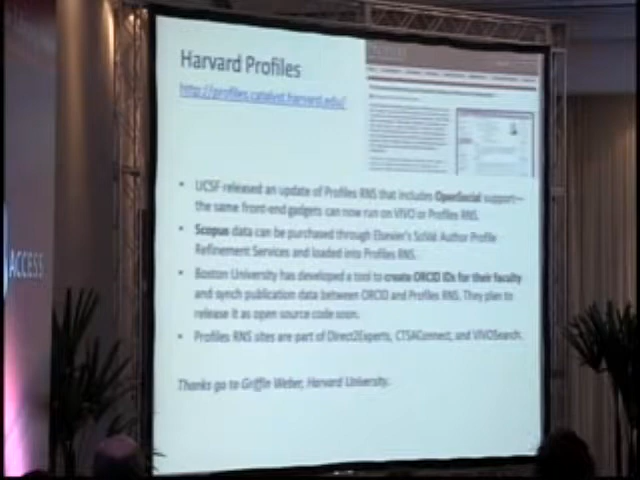 Harvard Profiles
http://profiles.catalyst.harvard.edu/
• UCSF released an update of Profiles RNS that includes OpenSocial support—
the same front-end gadgets can now run on VIVO or Profiles RNS.
• Scopus data can be purchased through Elsevier's SciVal Author Profile
Refinement Services and loaded into Profiles RNS.
• Boston University has developed a tool to create ORCID IDs for their faculty
and synch publication data between ORCID and Profiles RNS. They plan to
release it as open source code soon.
• Profiles RNS sites are part of Direct2Experts, CTSAConnect, and VIVOSearch.
Thanks go to Griffin Weber, Harvard University.
ACCESS